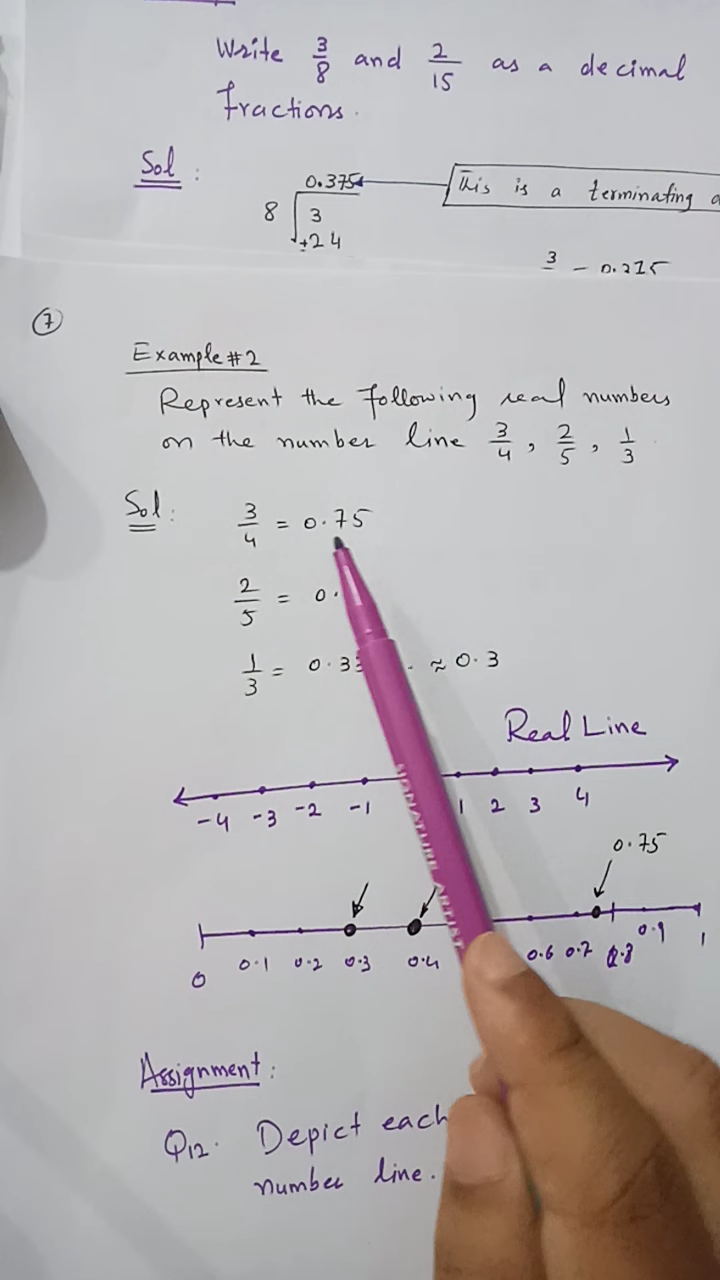 Write 3/8 and 2/15 as a decimal
fractions.
Sol :
0.375
This is a terminating
8 3
24
3 - 0.215
7
Example #2
Represent the following real numbers
on the number line 3/4, 2/5, 1/3
Sol:
3/4 = 0.75
2/5 = 0.
1/3 = 0.33 . ≈ 0.3
Real Line
-4 -3 -2 -1 1 2 3 4
0.75
0 0.1 0.2 0.3 0.4 0.6 0.7 0.8 0.9 1
SIGNATURE ARTIST
Assignment:
Q12. Depict each
number line.